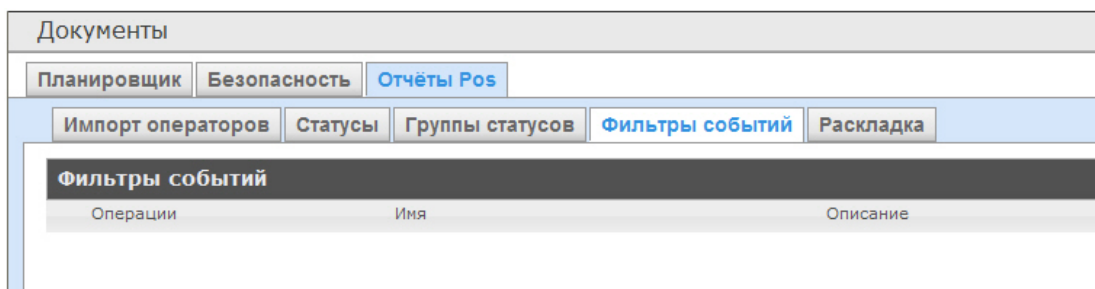 Документы
Планировщик Безопасность Отчёты Pos
Импорт операторов Статусы Группы статусов Фильтры событий Раскладка
Фильтры событий
Операции Имя Описание